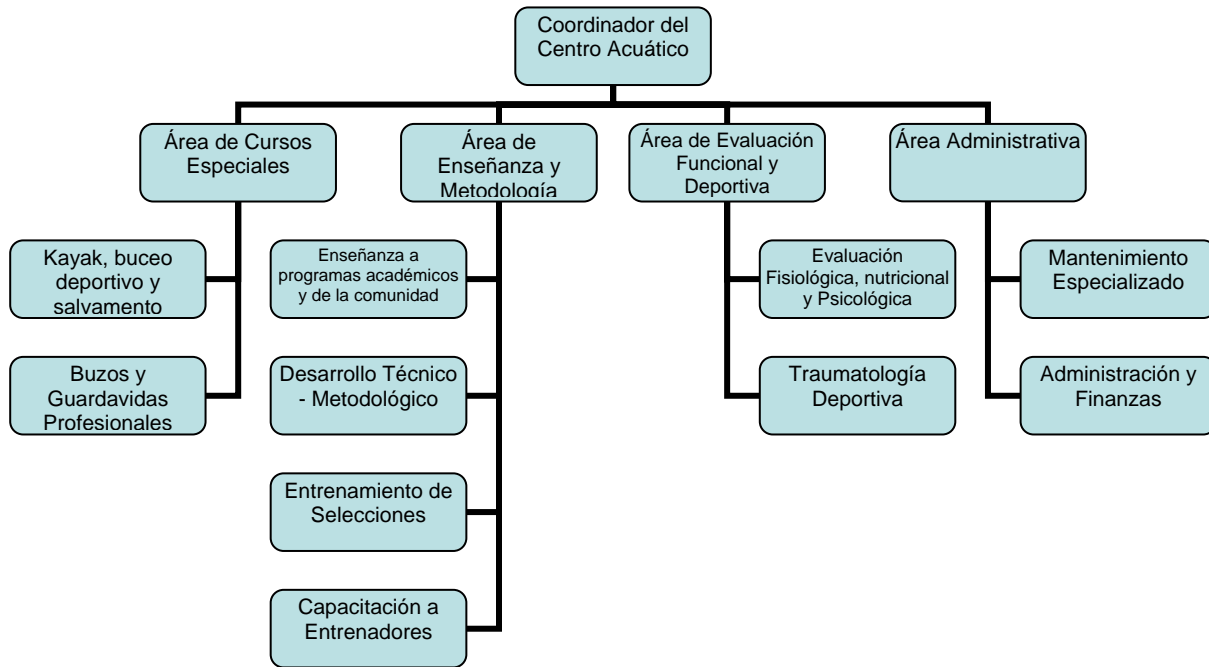 Coordinador del
Centro Acuático
Área de Cursos
Especiales
Área de
Enseñanza y
Metodología
Área de Evaluación
Funcional y
Deportiva
Área Administrativa
Kayak, buceo
deportivo y
salvamento
Enseñanza a
programas académicos
y de la comunidad
Evaluación
Fisiológica, nutricional
y Psicológica
Mantenimiento
Especializado
Buzos y
Guardavidas
Profesionales
Desarrollo Técnico
- Metodológico
Traumatología
Deportiva
Administración y
Finanzas
Entrenamiento de
Selecciones
Capacitación a
Entrenadores